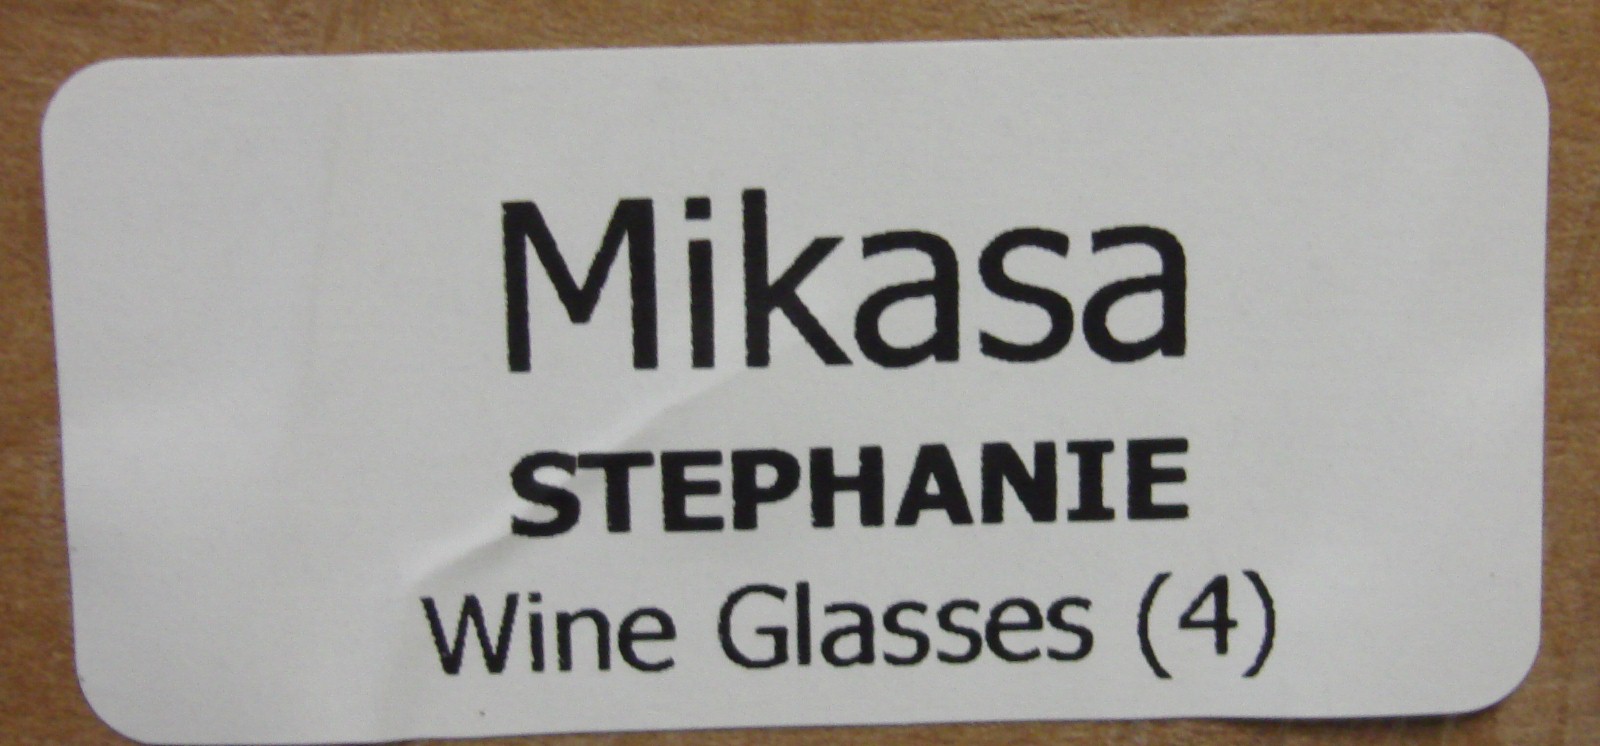 Mikasa
STEPHANIE
Wine Glasses (4)